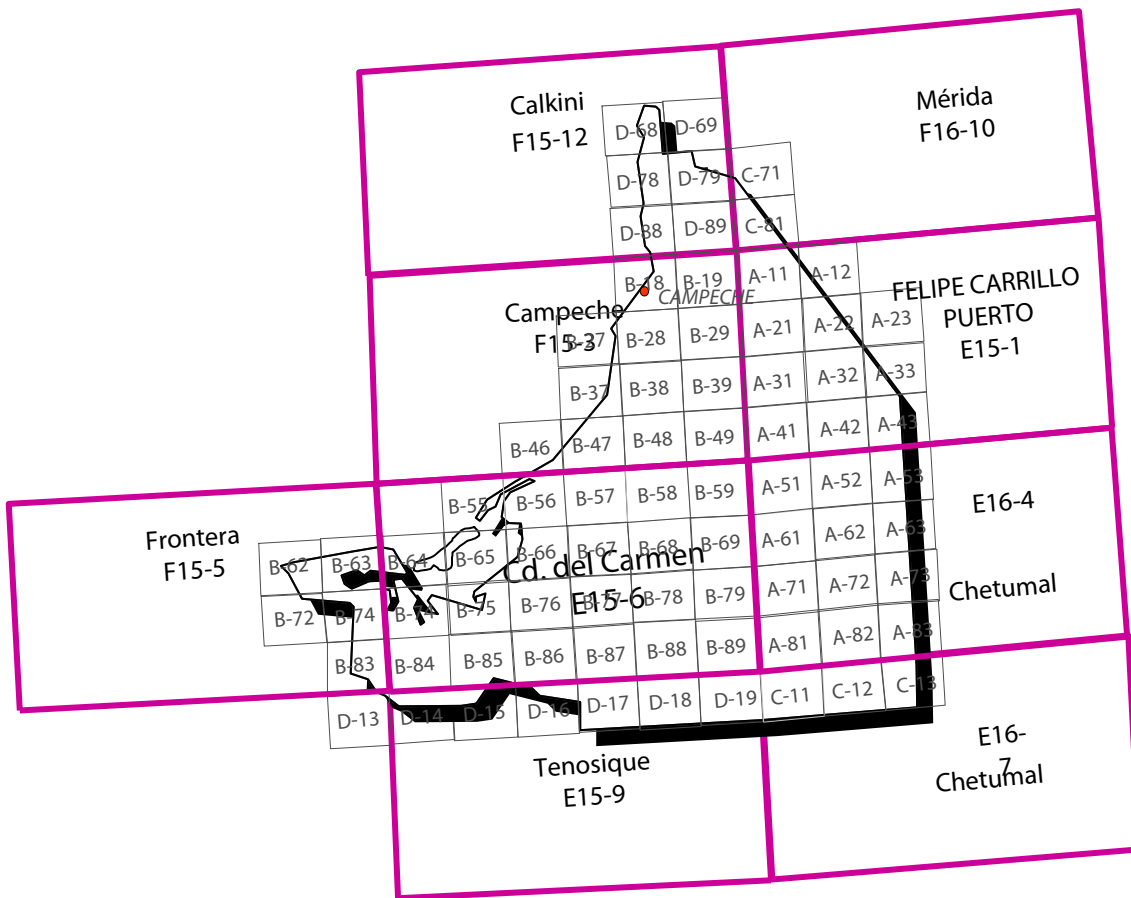 Calkini
F15-12
Mérida
F16-10
D-68
D-69
D-78
D-79
C-71
D-88
D-89
C-81
B-18
B-19
A-11
A-12
CAMPECHE
Campeche
F15-3
FELIPE CARRILLO
PUERTO
E15-1
B-27
B-28
B-29
A-21
A-22
A-23
B-37
B-38
B-39
A-31
A-32
A-33
B-46
B-47
B-48
B-49
A-41
A-42
A-43
B-55
B-56
B-57
B-58
B-59
A-51
A-52
A-53
E16-4
Frontera
F15-5
B-62
B-63
B-64
B-65
B-66
B-67
B-68
B-69
A-61
A-62
A-63
Cd. del Carmen
E15-6
Chetumal
B-72
B-74
B-74
B-75
B-76
B-77
B-78
B-79
A-71
A-72
A-73
B-83
B-84
B-85
B-86
B-87
B-88
B-89
A-81
A-82
A-83
D-13
D-14
D-15
D-16
D-17
D-18
D-19
C-11
C-12
C-13
Tenosique
E15-9
E16-
7
Chetumal